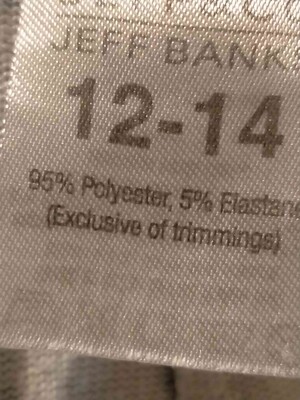 JEFF BANK
12-14
95% Polyester, 5% Elastan
(Exclusive of trimmings)